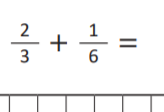 2/3 + 1/6 =